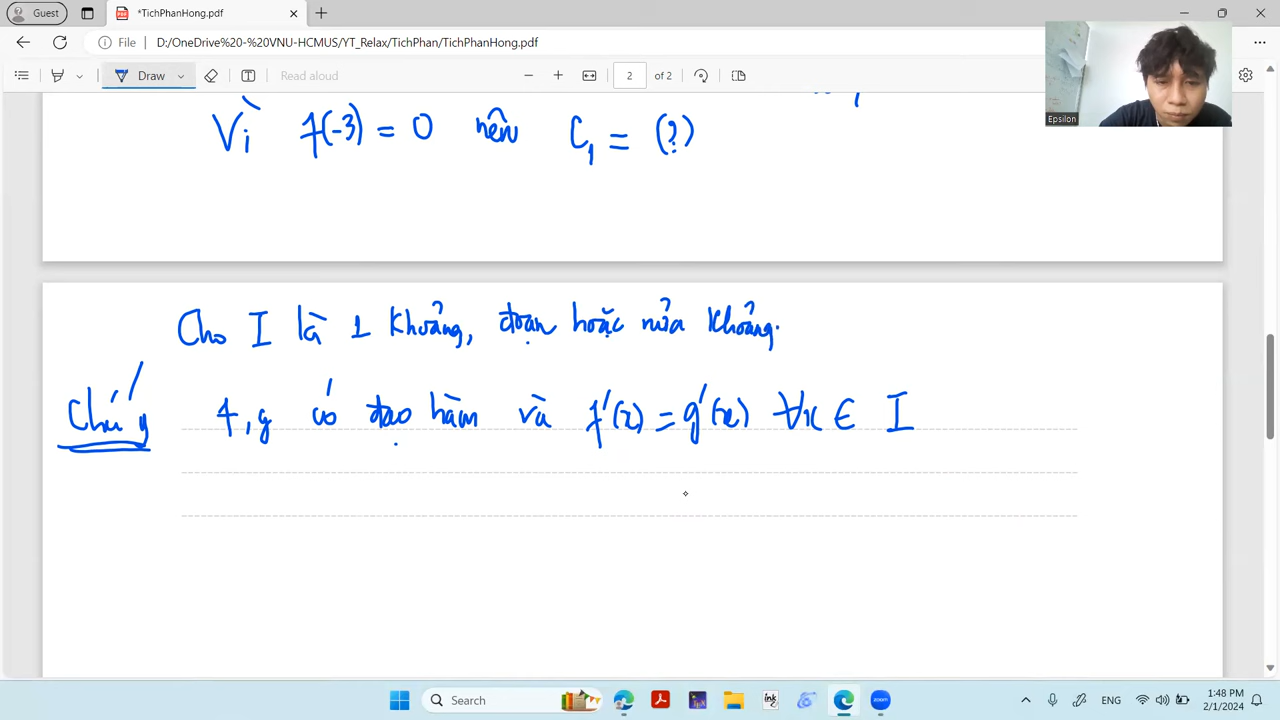 Guest
*TichPhanHong.pdf
File
D:/OneDrive%20-%20VNU-HCMUS/YT_Relax/TichPhan/TichPhanHong.pdf
Draw
Read aloud
2
of 2
Epsilon
Vì f(-3) = 0 nên C₁ = (?)
Cho I là 1 khoảng, đoạn hoặc nửa khoảng.
Chú ý f, g có đạo hàm và f'(x) = g'(x) ∀x ∈ I
Search
zoom
ENG
1:48 PM
2/1/2024